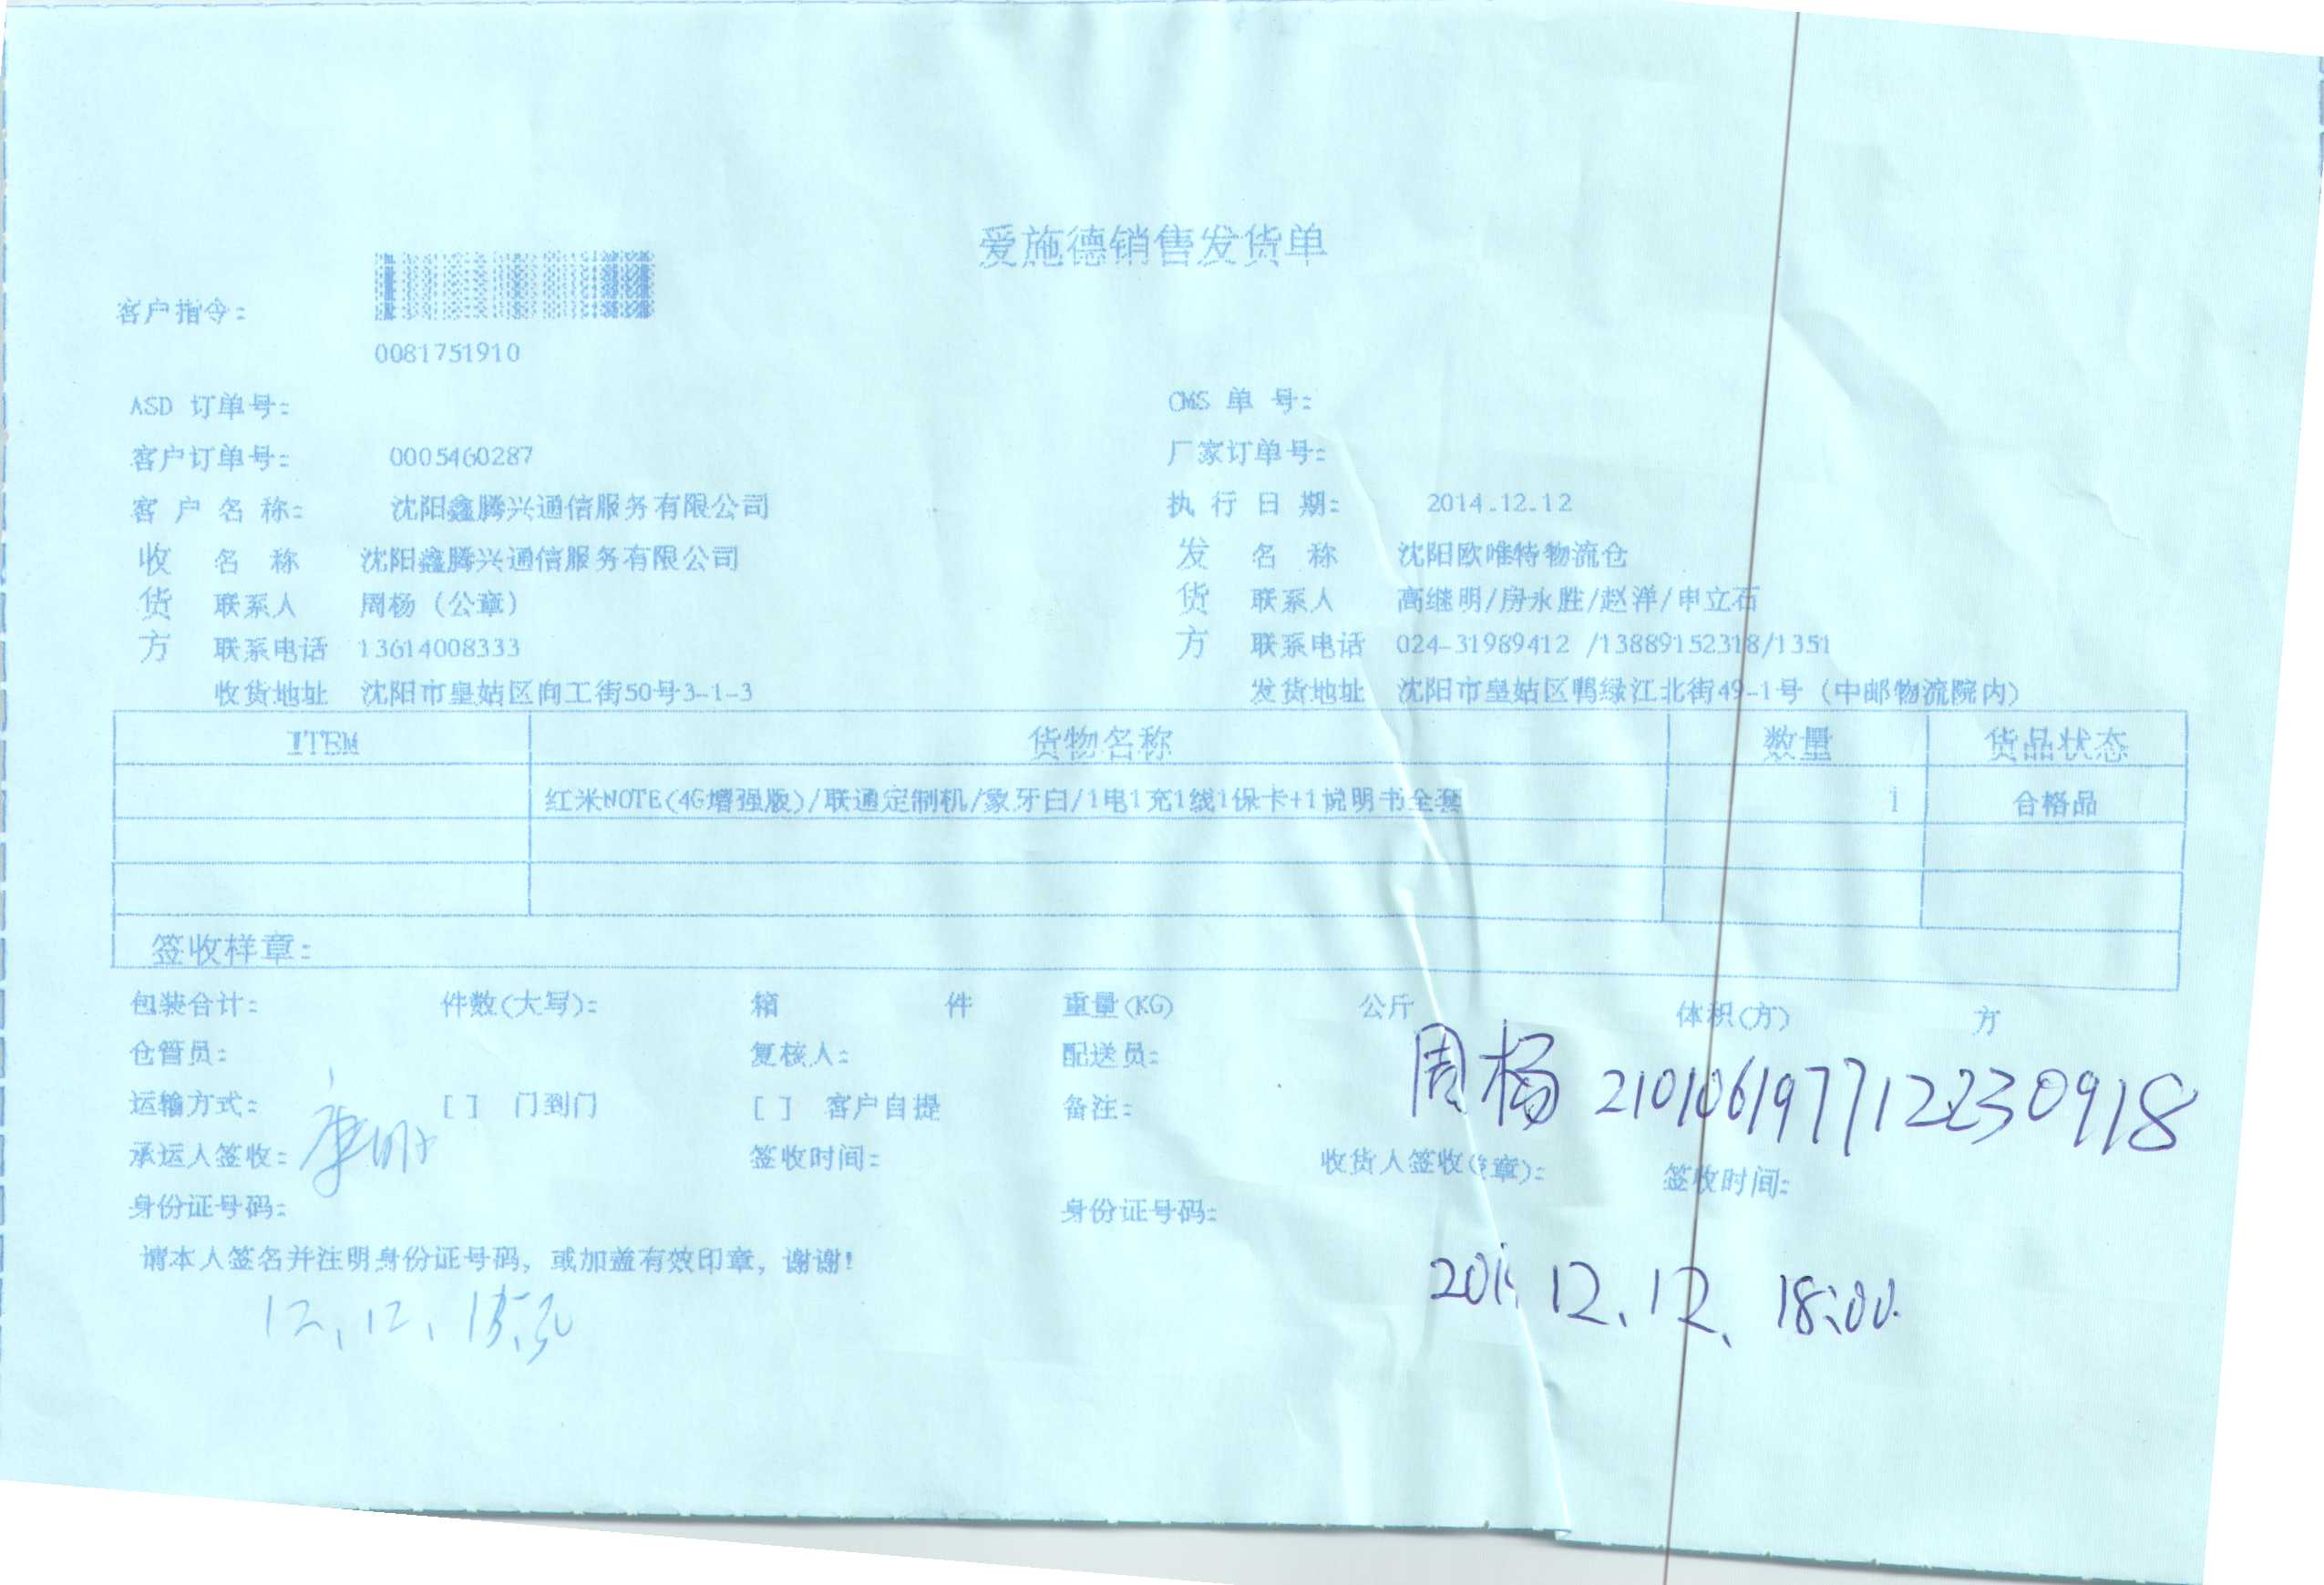 爱施德销售发货单
客户指令：
0081751910
ASD 订单号： CMS 单 号：
客户订单号： 0005460287 厂家订单号：
客 户 名 称： 沈阳鑫腾兴通信服务有限公司 执 行 日 期： 2014.12.12
收 名 称 沈阳鑫腾兴通信服务有限公司 发 名 称 沈阳欧唯特物流仓
货 联系人 周杨（公章） 货 联系人 高继明/房永胜/赵洋/申立石
方 联系电话 13614008333 方 联系电话 024-31989412 /13889152318/1351
收货地址 沈阳市皇姑区向工街50号3-1-3 发货地址 沈阳市皇姑区鸭绿江北街49-1号（中邮物流院内）
ITEM 货物名称 数量 货品状态
红米NOTE(4G增强版)/联通定制机/象牙白/1电1充1线1保卡+1说明书全套 1 合格品
签收样章：
包装合计： 件数(大写)： 箱 件 重量(KG) 公斤 体积(方) 方
仓管员： 复核人： 配送员：
周杨 210106197712230918
运输方式： [ ] 门到门 [ ] 客户自提 备注：
承运人签收： 签收时间： 收货人签收( 章)： 签收时间：
身份证号码： 身份证号码：
请本人签名并注明身份证号码，或加盖有效印章，谢谢！
12、12、 2014 12、12、 18:00